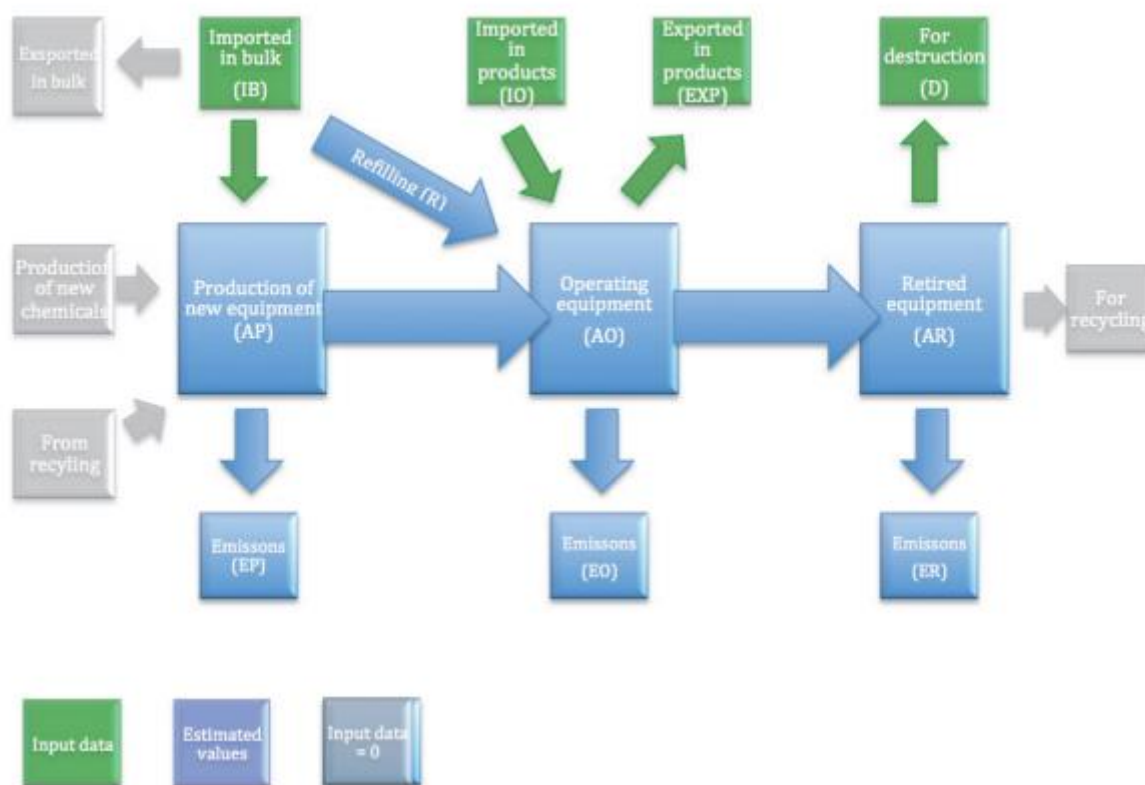 Exsported
in bulk
Imported
in bulk
(IB)
Imported
in
products
(IO)
Exported
in
products
(EXP)
For
destruction
(D)
Refilling (R)
Production
of new
chemicals
Production of
new equipment
(AP)
Operating
equipment
(AO)
Retired
equipment
(AR)
For
recycling
From
recyling
Emissons
(EP)
Emissons
(EO)
Emissons
(ER)
Input data
Estimated
values
Input data
= 0